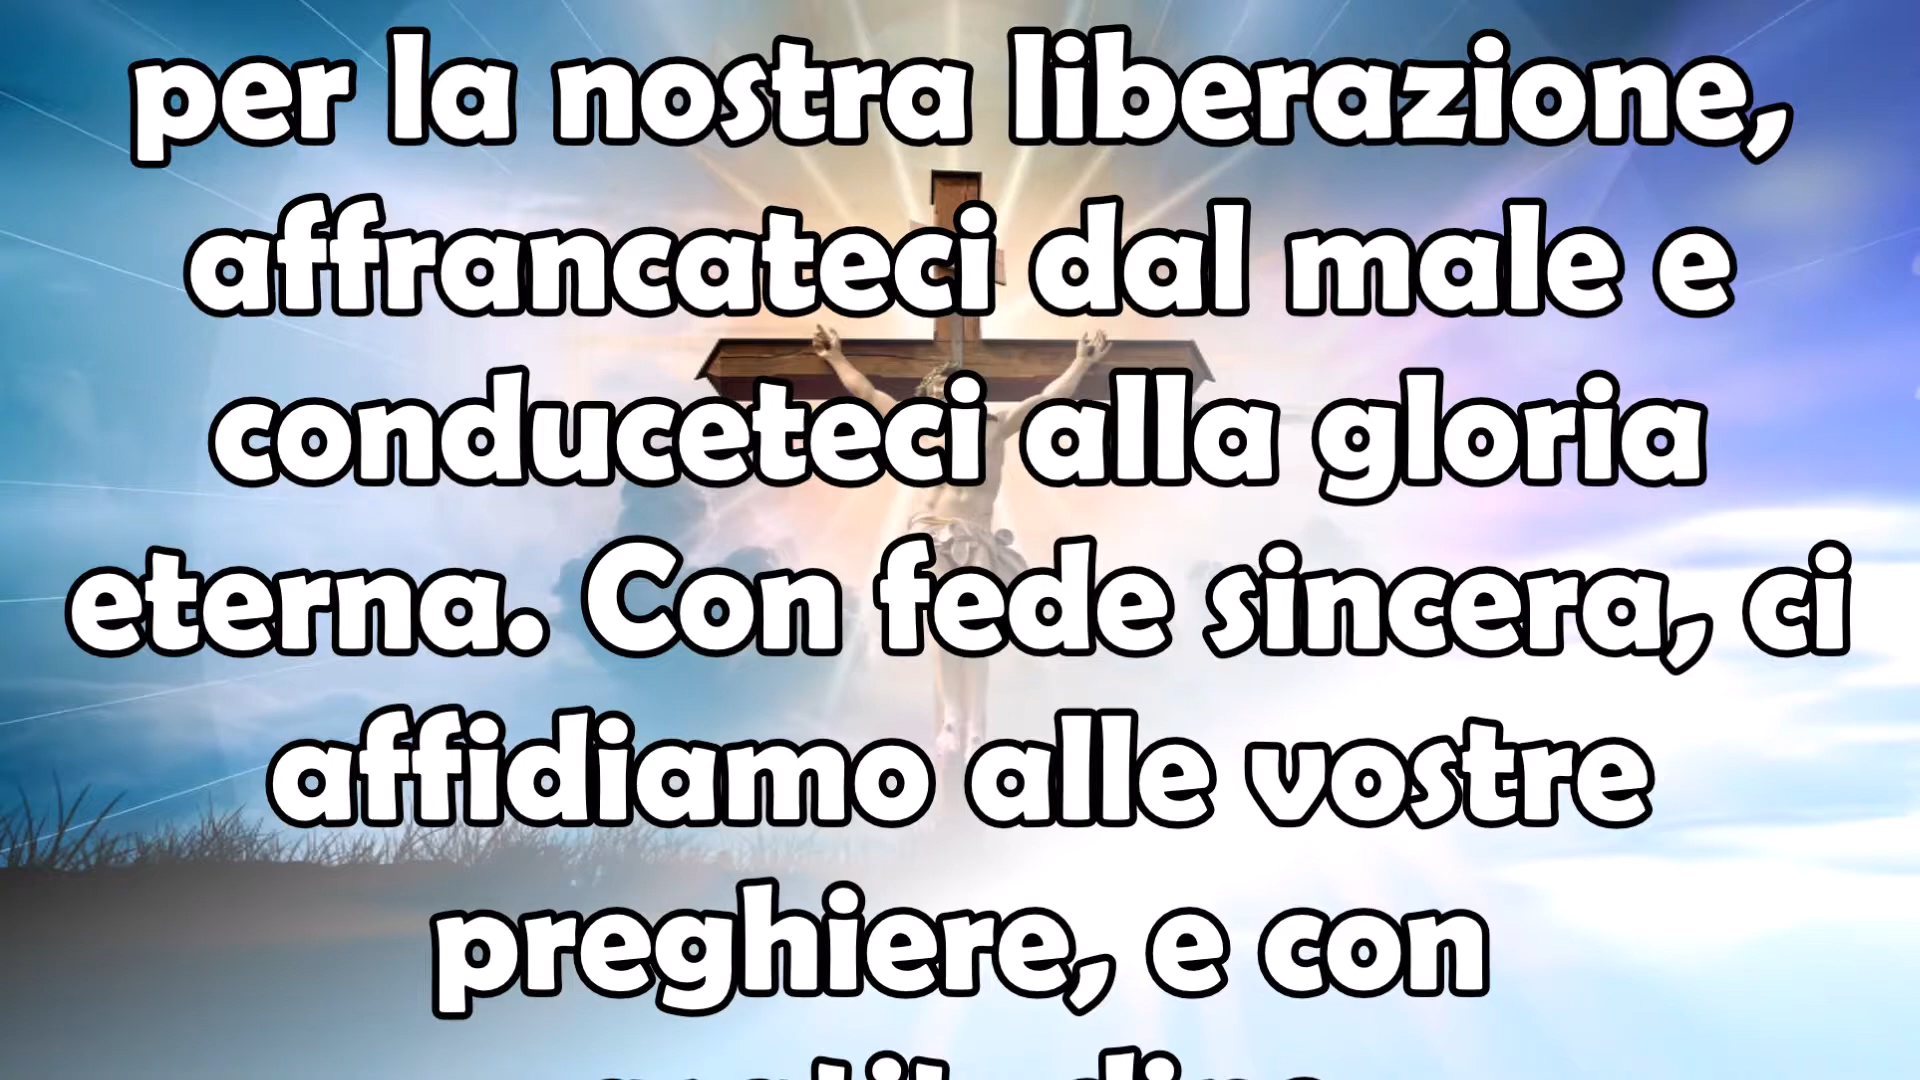 per la nostra liberazione,
affrancateci dal male e
conduceteci alla gloria
eterna. Con fede sincera, ci
affidiamo alle vostre
preghiere, e con